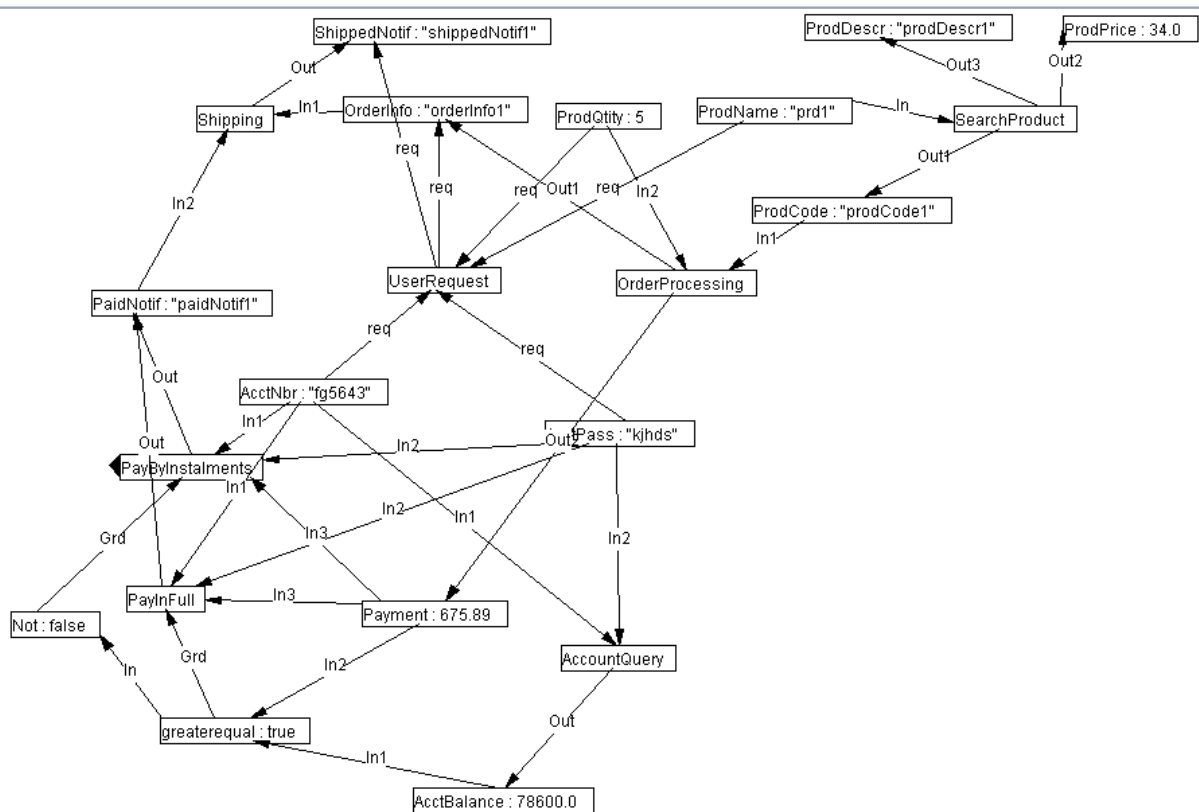 ShippedNotif : "shippedNotif1"
ProdDescr : "prodDescr1"
ProdPrice : 34.0
Out
Out3
Out2
Shipping
In1
OrderInfo : "orderInfo1"
ProdQtity : 5
ProdName : "prd1"
In
SearchProduct
req
Out1
In2
req
req
Out1
In2
req
ProdCode : "prodCode1"
In1
UserRequest
OrderProcessing
PaidNotif : "paidNotif1"
req
req
Out
AcctNbr : "fg5643"
In1
Pass : "kjhds"
Out
In2
PayByInstalments
In1
In2
In1
In3
In2
Grd
PayInFull
In3
Payment : 675.89
Not : false
Grd
In2
AccountQuery
In
Out
greaterequal : true
In1
AcctBalance : 78600.0